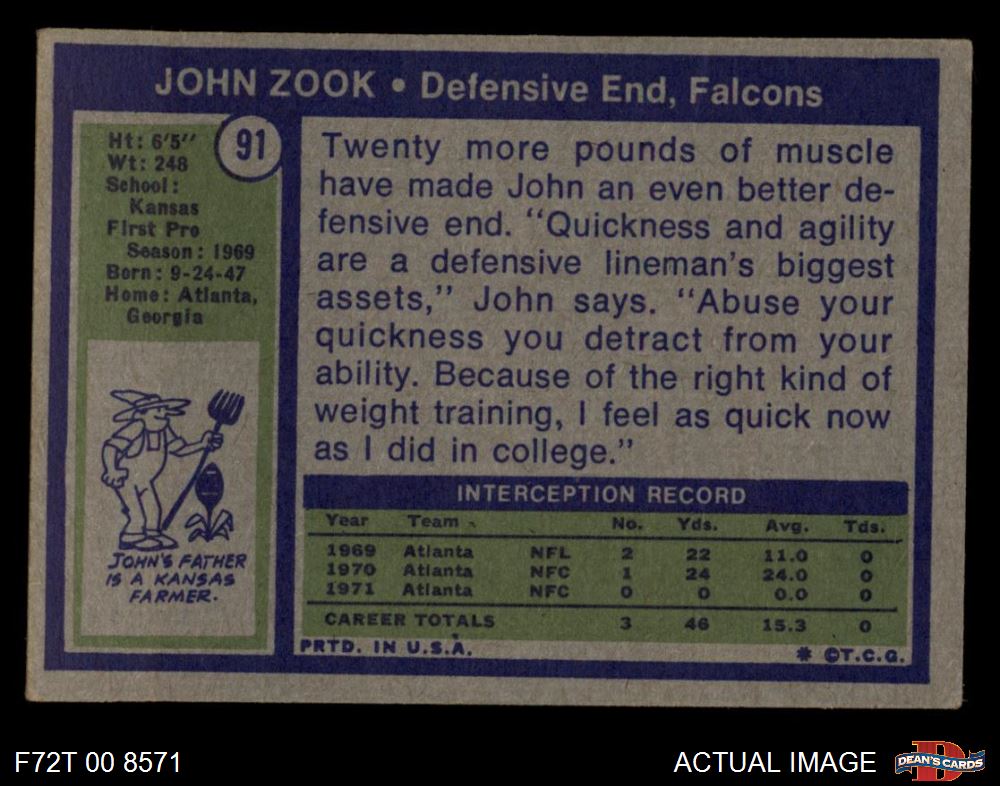 JOHN ZOOK • Defensive End, Falcons
91
Ht: 6'5"
Wt: 248
School:
Kansas
First Pro
Season: 1969
Born: 9-24-47
Home: Atlanta,
Georgia
JOHN'S FATHER
IS A KANSAS
FARMER.
Twenty more pounds of muscle
have made John an even better de-
fensive end. "Quickness and agility
are a defensive lineman's biggest
assets," John says. "Abuse your
quickness you detract from your
ability. Because of the right kind of
weight training, I feel as quick now
as I did in college."
INTERCEPTION RECORD
Year Team No. Yds. Avg. Tds.
1969 Atlanta NFL 2 22 11.0 0
1970 Atlanta NFC 1 24 24.0 0
1971 Atlanta NFC 0 0 0.0 0
CAREER TOTALS 3 46 15.3 0
PRTD. IN U.S.A. * ©T.C.G.
F72T 00 8571 ACTUAL IMAGE
D
DEAN'S CARDS